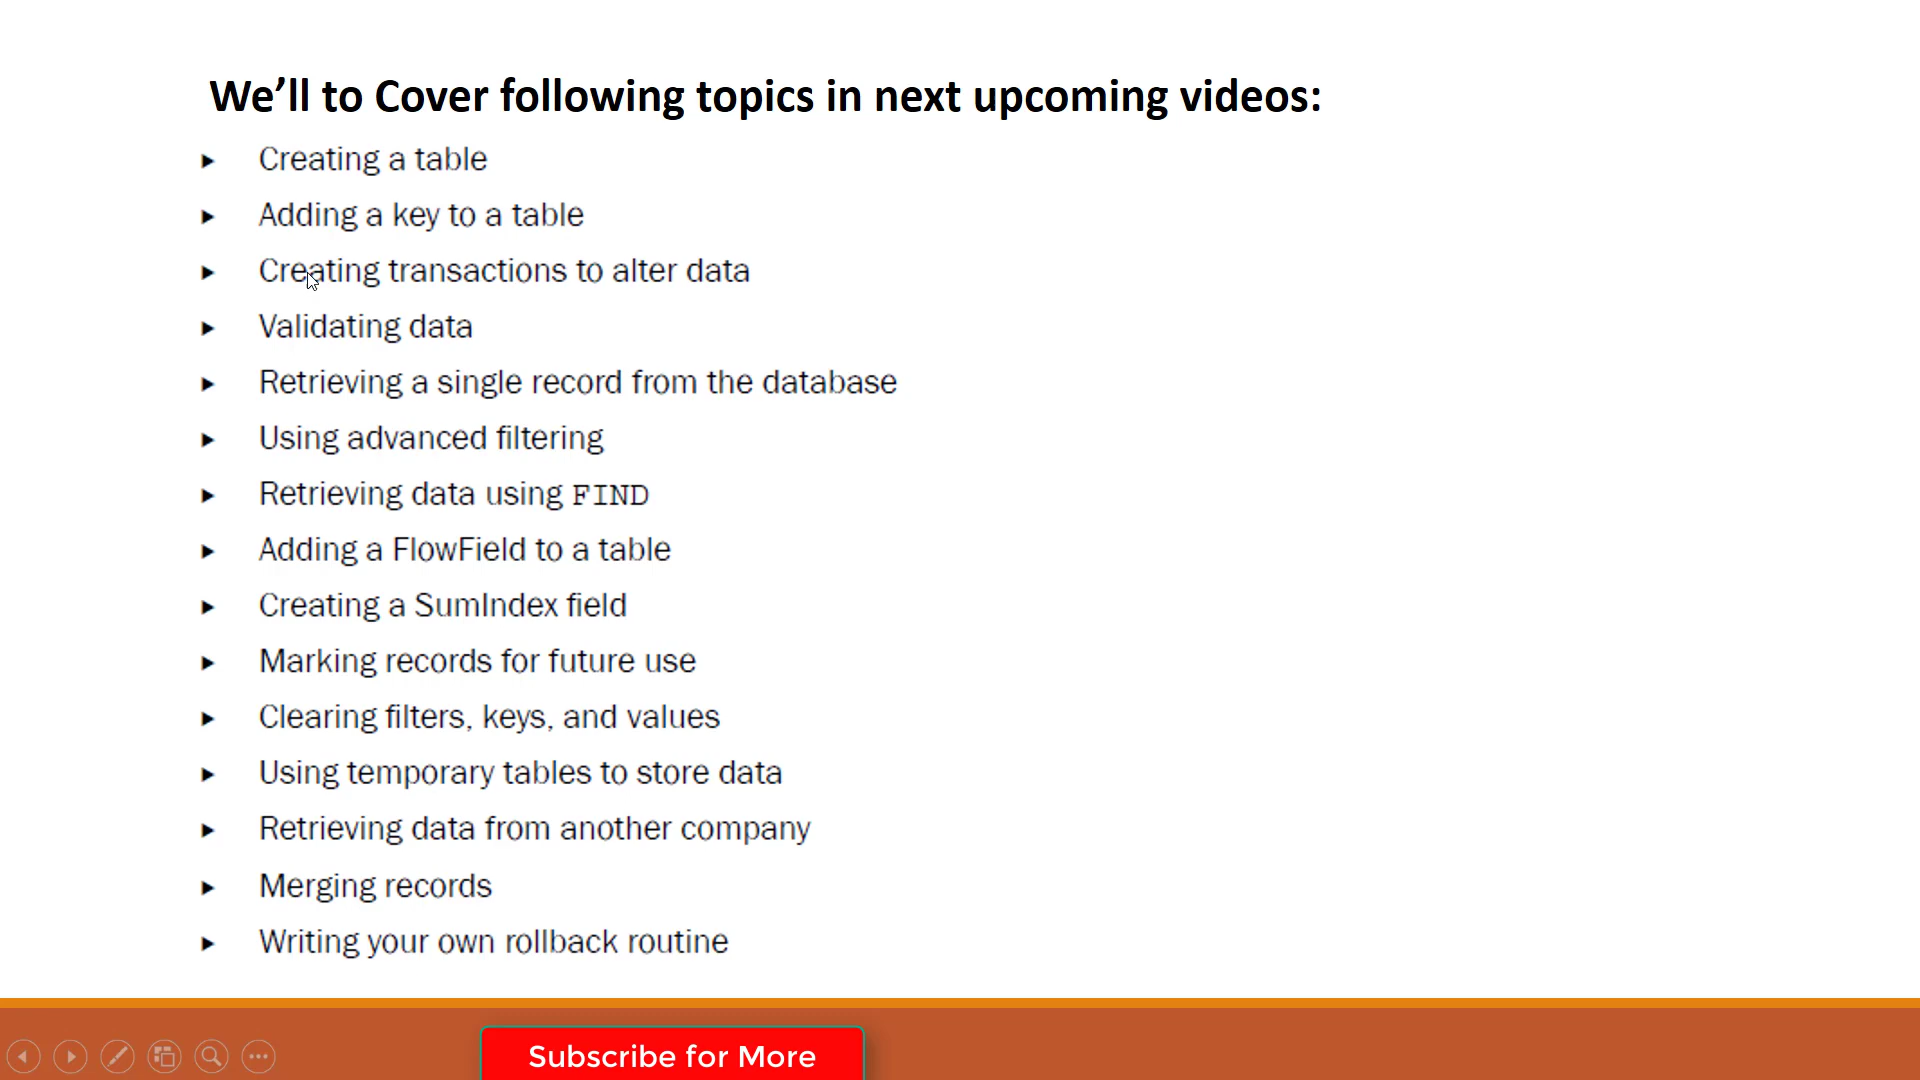 We’ll to Cover following topics in next upcoming videos:
Creating a table
Adding a key to a table
Creating transactions to alter data
Validating data
Retrieving a single record from the database
Using advanced filtering
Retrieving data using FIND
Adding a FlowField to a table
Creating a SumIndex field
Marking records for future use
Clearing filters, keys, and values
Using temporary tables to store data
Retrieving data from another company
Merging records
Writing your own rollback routine
Subscribe for More